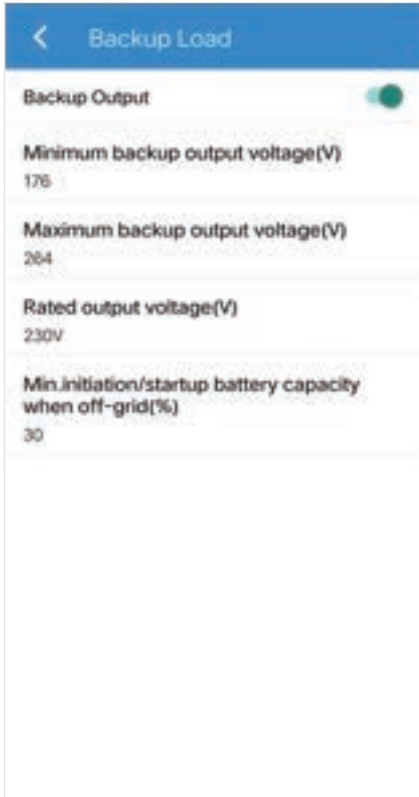 Backup Load
Backup Output
Minimum backup output voltage(V)
176
Maximum backup output voltage(V)
264
Rated output voltage(V)
230V
Min.initiation/startup battery capacity
when off-grid(%)
30